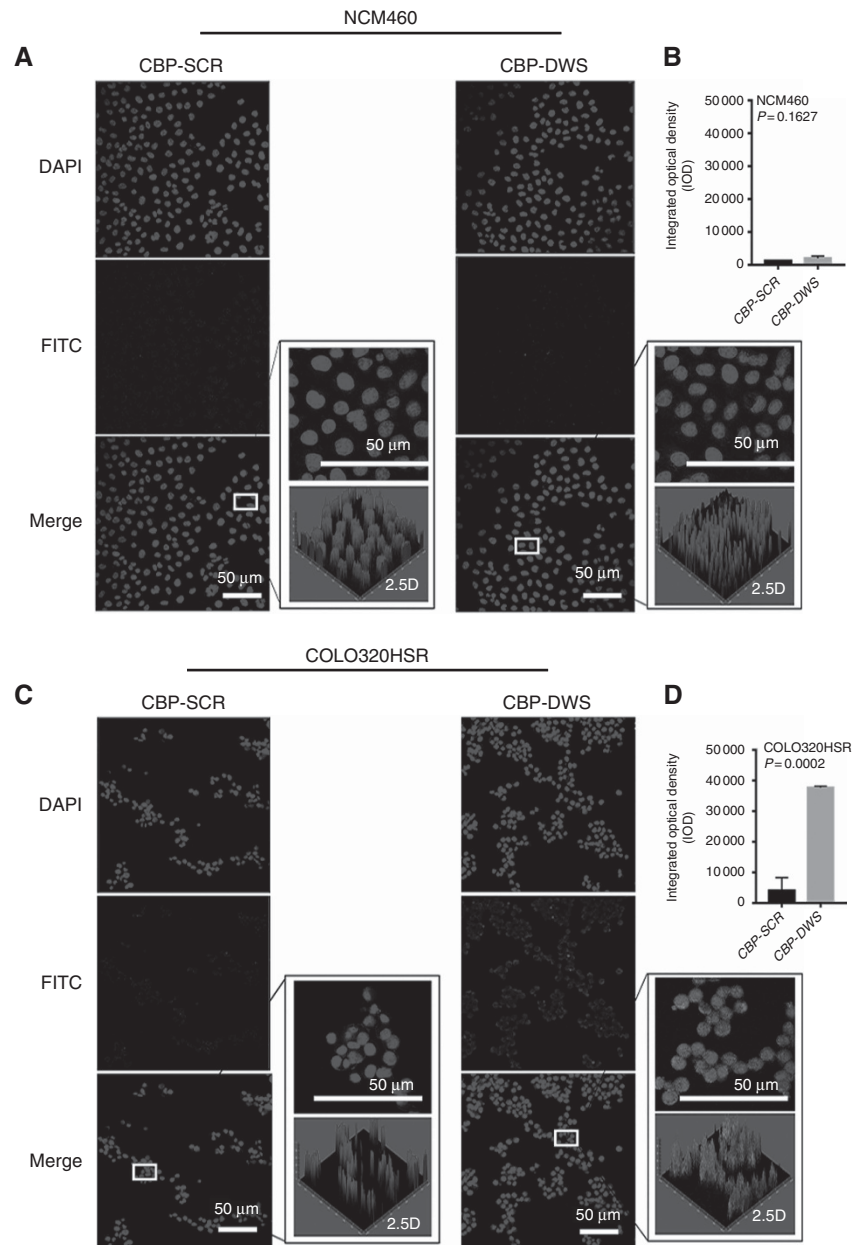 NCM460
A
B
CBP-SCR
CBP-DWS
DAPI
FITC
Merge
50 μm
50 μm
2.5D
50 μm
50 μm
2.5D
Integrated optical density
(IOD)
50 000
40 000
30 000
20 000
10 000
0
NCM460
P = 0.1627
CBP-SCR
CBP-DWS
COLO320HSR
C
D
CBP-SCR
CBP-DWS
DAPI
FITC
Merge
50 μm
50 μm
2.5D
50 μm
50 μm
2.5D
Integrated optical density
(IOD)
50 000
40 000
30 000
20 000
10 000
0
COLO320HSR
P = 0.0002
CBP-SCR
CBP-DWS